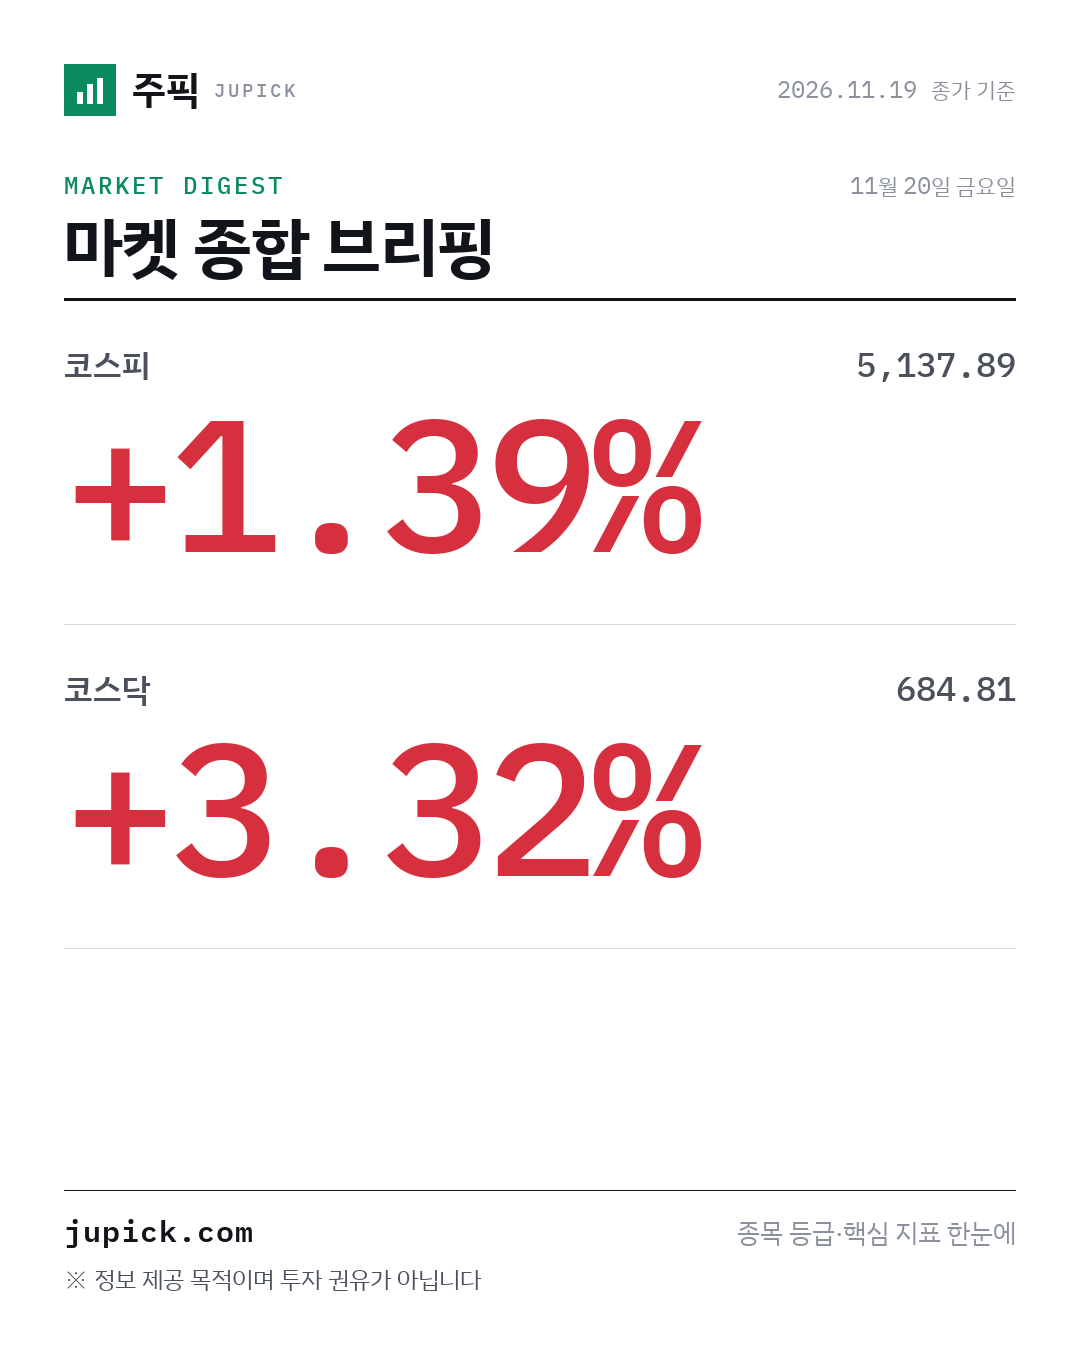 주픽 JUPICK
2026.11.19 종가 기준
MARKET DIGEST
11월 20일 금요일
마켓 종합 브리핑
코스피
5,137.89
+1.39%
코스닥
684.81
+3.32%
jupick.com
종목 등급·핵심 지표 한눈에
※ 정보 제공 목적이며 투자 권유가 아닙니다